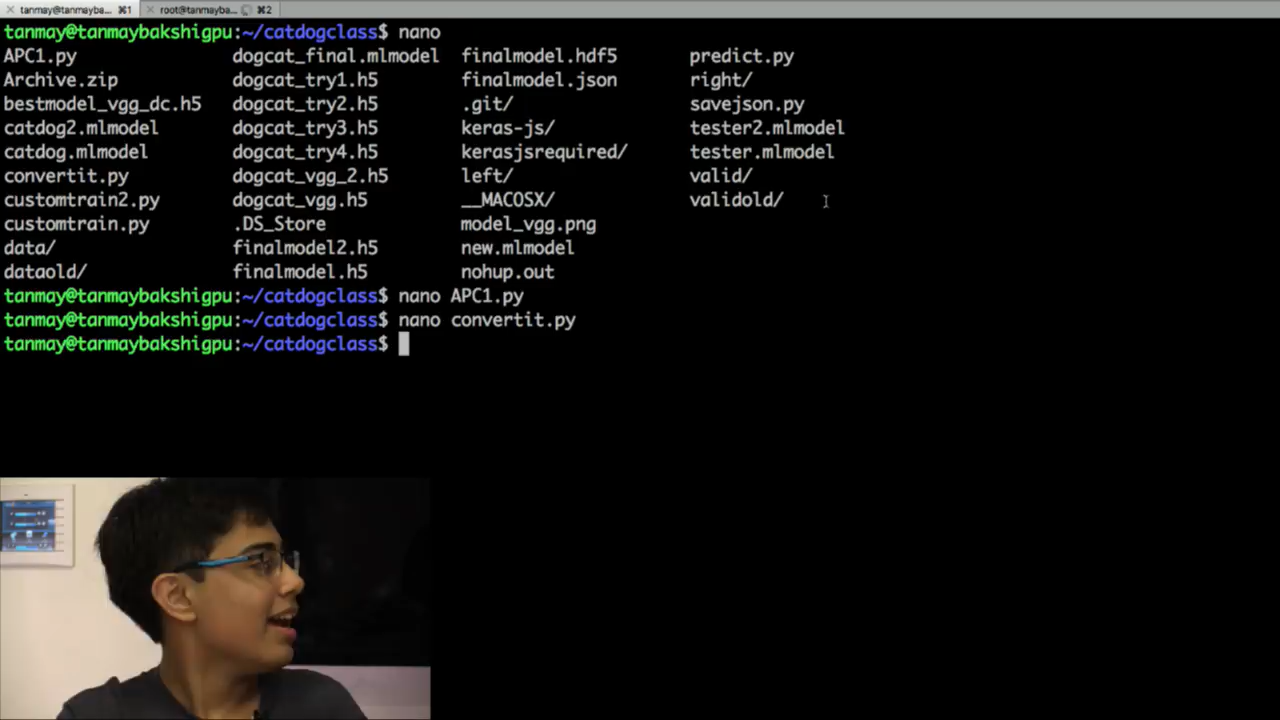 tanmay@tanmayba... ⌘1 root@tanmayba... ⌘2
tanmay@tanmaybakshigpu:~/catdogclass$ nano
APC1.py dogcat_final.mlmodel finalmodel.hdf5 predict.py
Archive.zip dogcat_try1.h5 finalmodel.json right/
bestmodel_vgg_dc.h5 dogcat_try2.h5 .git/ savejson.py
catdog2.mlmodel dogcat_try3.h5 keras-js/ tester2.mlmodel
catdog.mlmodel dogcat_try4.h5 kerasjsrequired/ tester.mlmodel
convertit.py dogcat_vgg_2.h5 left/ valid/
customtrain2.py dogcat_vgg.h5 __MACOSX/ validold/
customtrain.py .DS_Store model_vgg.png
data/ finalmodel2.h5 new.mlmodel
dataold/ finalmodel.h5 nohup.out
tanmay@tanmaybakshigpu:~/catdogclass$ nano APC1.py
tanmay@tanmaybakshigpu:~/catdogclass$ nano convertit.py
tanmay@tanmaybakshigpu:~/catdogclass$